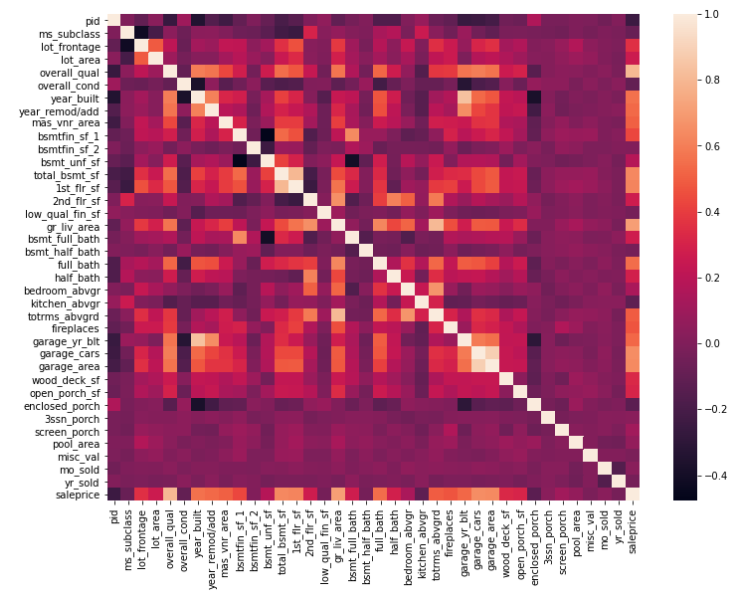 pid
ms_subclass
lot_frontage
lot_area
overall_qual
overall_cond
year_built
year_remod/add
mas_vnr_area
bsmtfin_sf_1
bsmtfin_sf_2
bsmt_unf_sf
total_bsmt_sf
1st_flr_sf
2nd_flr_sf
low_qual_fin_sf
gr_liv_area
bsmt_full_bath
bsmt_half_bath
full_bath
half_bath
bedroom_abvgr
kitchen_abvgr
totrms_abvgrd
fireplaces
garage_yr_blt
garage_cars
garage_area
wood_deck_sf
open_porch_sf
enclosed_porch
3ssn_porch
screen_porch
pool_area
misc_val
mo_sold
yr_sold
saleprice
pid
ms_subclass
lot_frontage
lot_area
overall_qual
overall_cond
year_built
year_remod/add
mas_vnr_area
bsmtfin_sf_1
bsmtfin_sf_2
bsmt_unf_sf
total_bsmt_sf
1st_flr_sf
2nd_flr_sf
low_qual_fin_sf
gr_liv_area
bsmt_full_bath
bsmt_half_bath
full_bath
half_bath
bedroom_abvgr
kitchen_abvgr
totrms_abvgrd
fireplaces
garage_yr_blt
garage_cars
garage_area
wood_deck_sf
open_porch_sf
enclosed_porch
3ssn_porch
screen_porch
pool_area
misc_val
mo_sold
yr_sold
saleprice
1.0
0.8
0.6
0.4
0.2
0.0
−0.2
−0.4